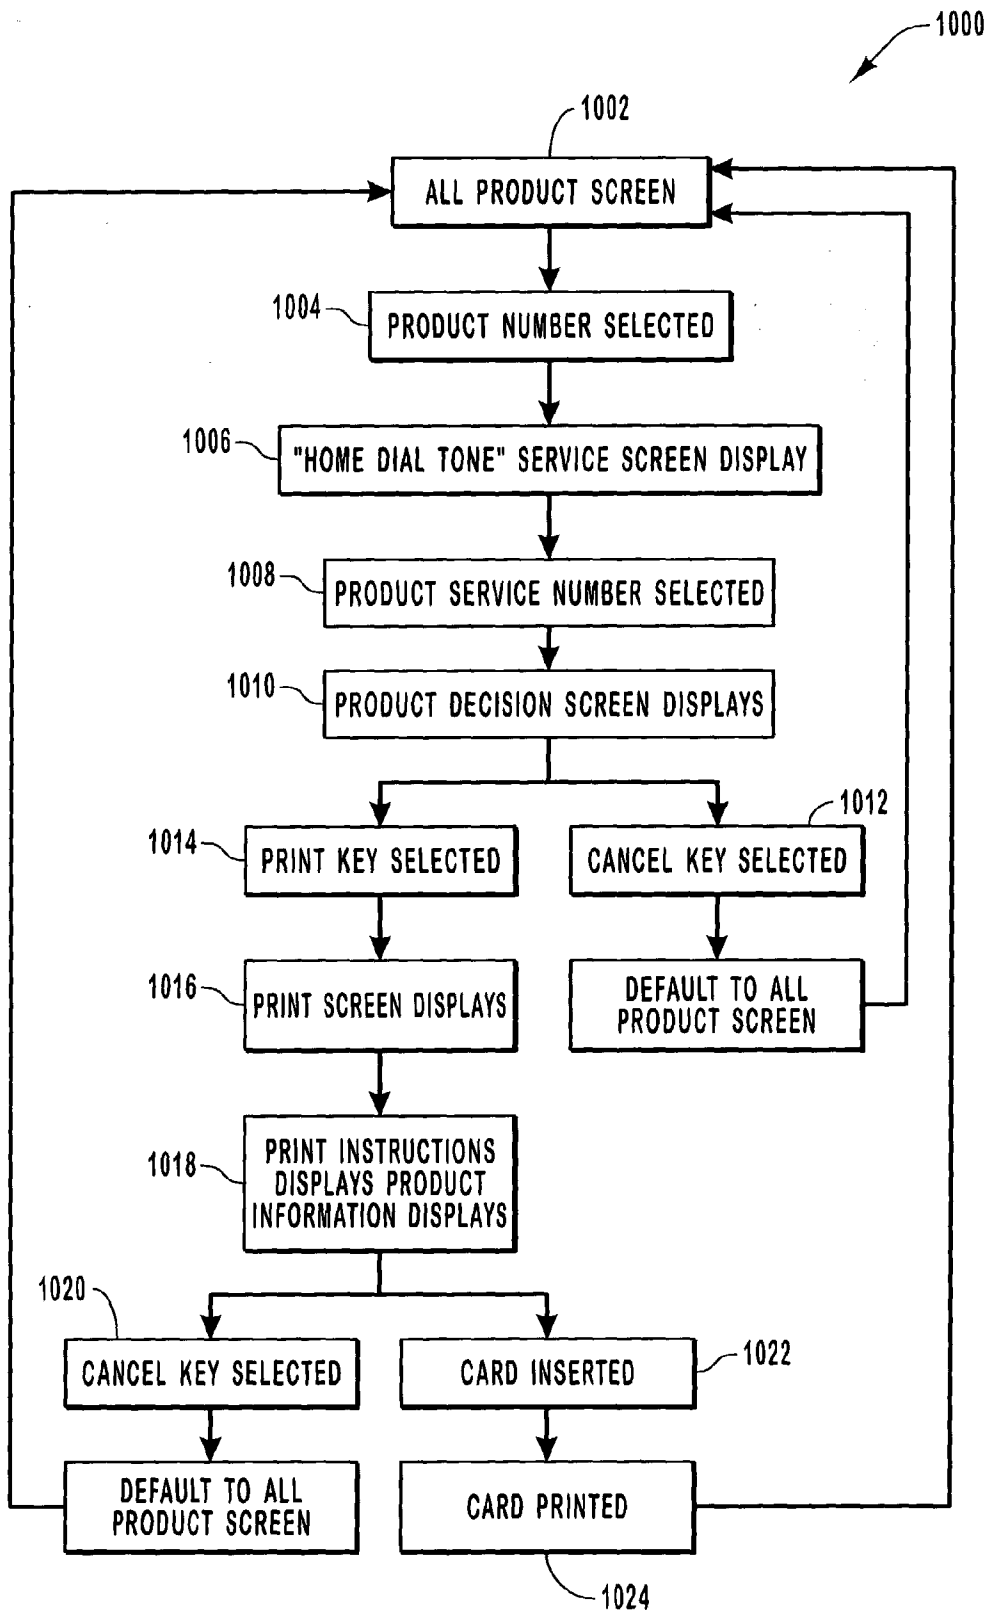 1000
1002
ALL PRODUCT SCREEN
1004
PRODUCT NUMBER SELECTED
1006
"HOME DIAL TONE" SERVICE SCREEN DISPLAY
1008
PRODUCT SERVICE NUMBER SELECTED
1010
PRODUCT DECISION SCREEN DISPLAYS
1012
1014
PRINT KEY SELECTED
CANCEL KEY SELECTED
1016
PRINT SCREEN DISPLAYS
DEFAULT TO ALL
PRODUCT SCREEN
1018
PRINT INSTRUCTIONS
DISPLAYS PRODUCT
INFORMATION DISPLAYS
1020
CANCEL KEY SELECTED
CARD INSERTED
1022
DEFAULT TO ALL
PRODUCT SCREEN
CARD PRINTED
1024